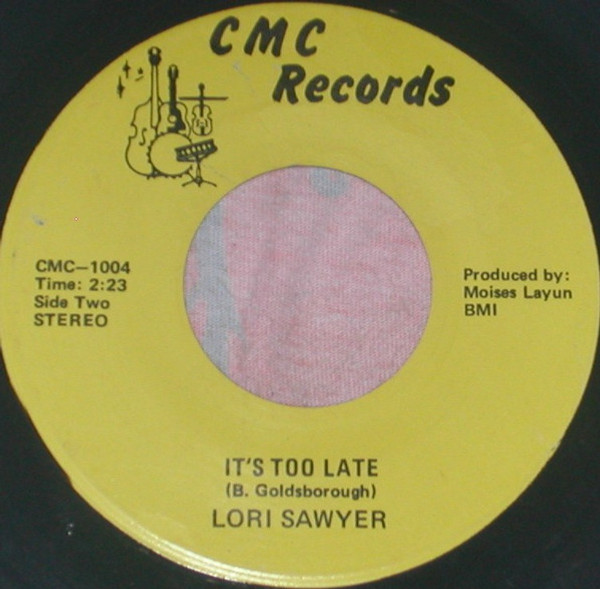 CMC
Records
CMC—1004
Time: 2:23
Side Two
STEREO
Produced by:
Moises Layun
BMI
IT'S TOO LATE
(B. Goldsborough)
LORI SAWYER